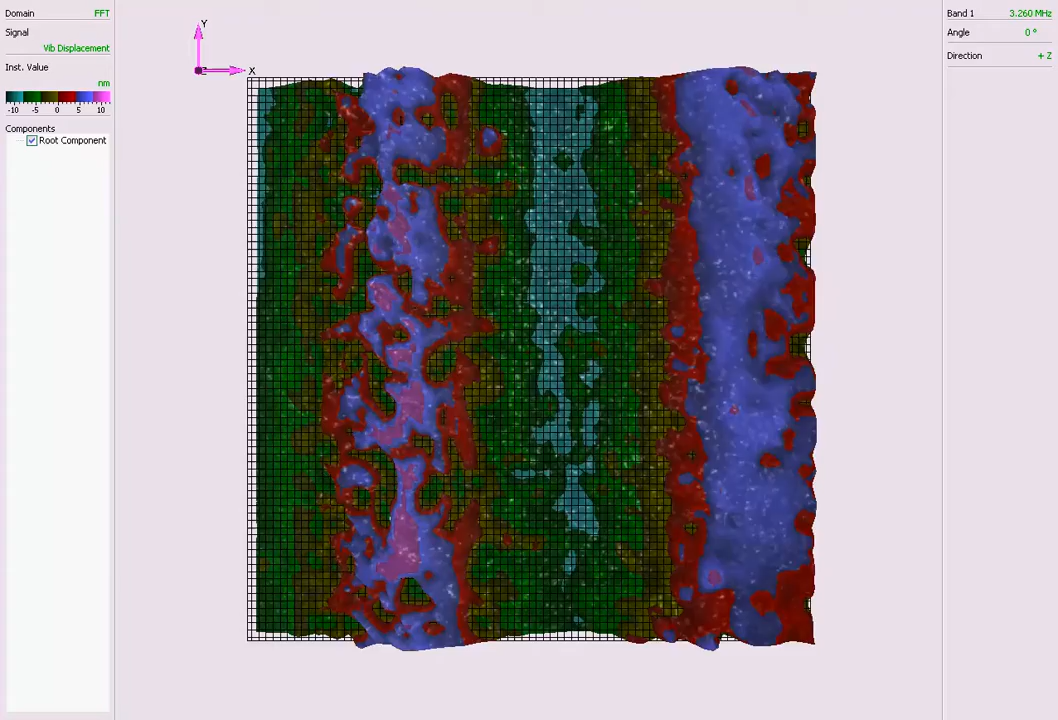 Domain FFT
Signal
Vib Displacement
Inst. Value
nm
-10 -5 0 5 10
Components
Root Component
Y
X
Z
Band 1 3.260 MHz
Angle 0 °
Direction + Z